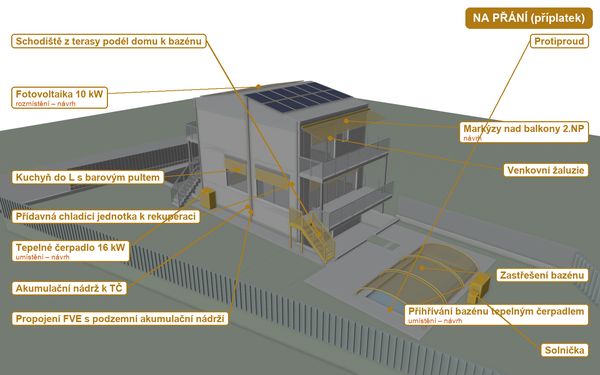 NA PŘÁNÍ (příplatek)
Schodiště z terasy podél domu k bazénu
Protiproud
Fotovoltaika 10 kW
rozmístění – návrh
Markýzy nad balkony 2.NP
návrh
Venkovní žaluzie
Kuchyň do L s barovým pultem
Přídavná chladící jednotka k rekuperaci
Tepelné čerpadlo 16 kW
umístění – návrh
Zastřešení bazénu
Akumulační nádrž k TČ
Přihřívání bazénu tepelným čerpadlem
umístění – návrh
Propojení FVE s podzemní akumulační nádrží
Solnička